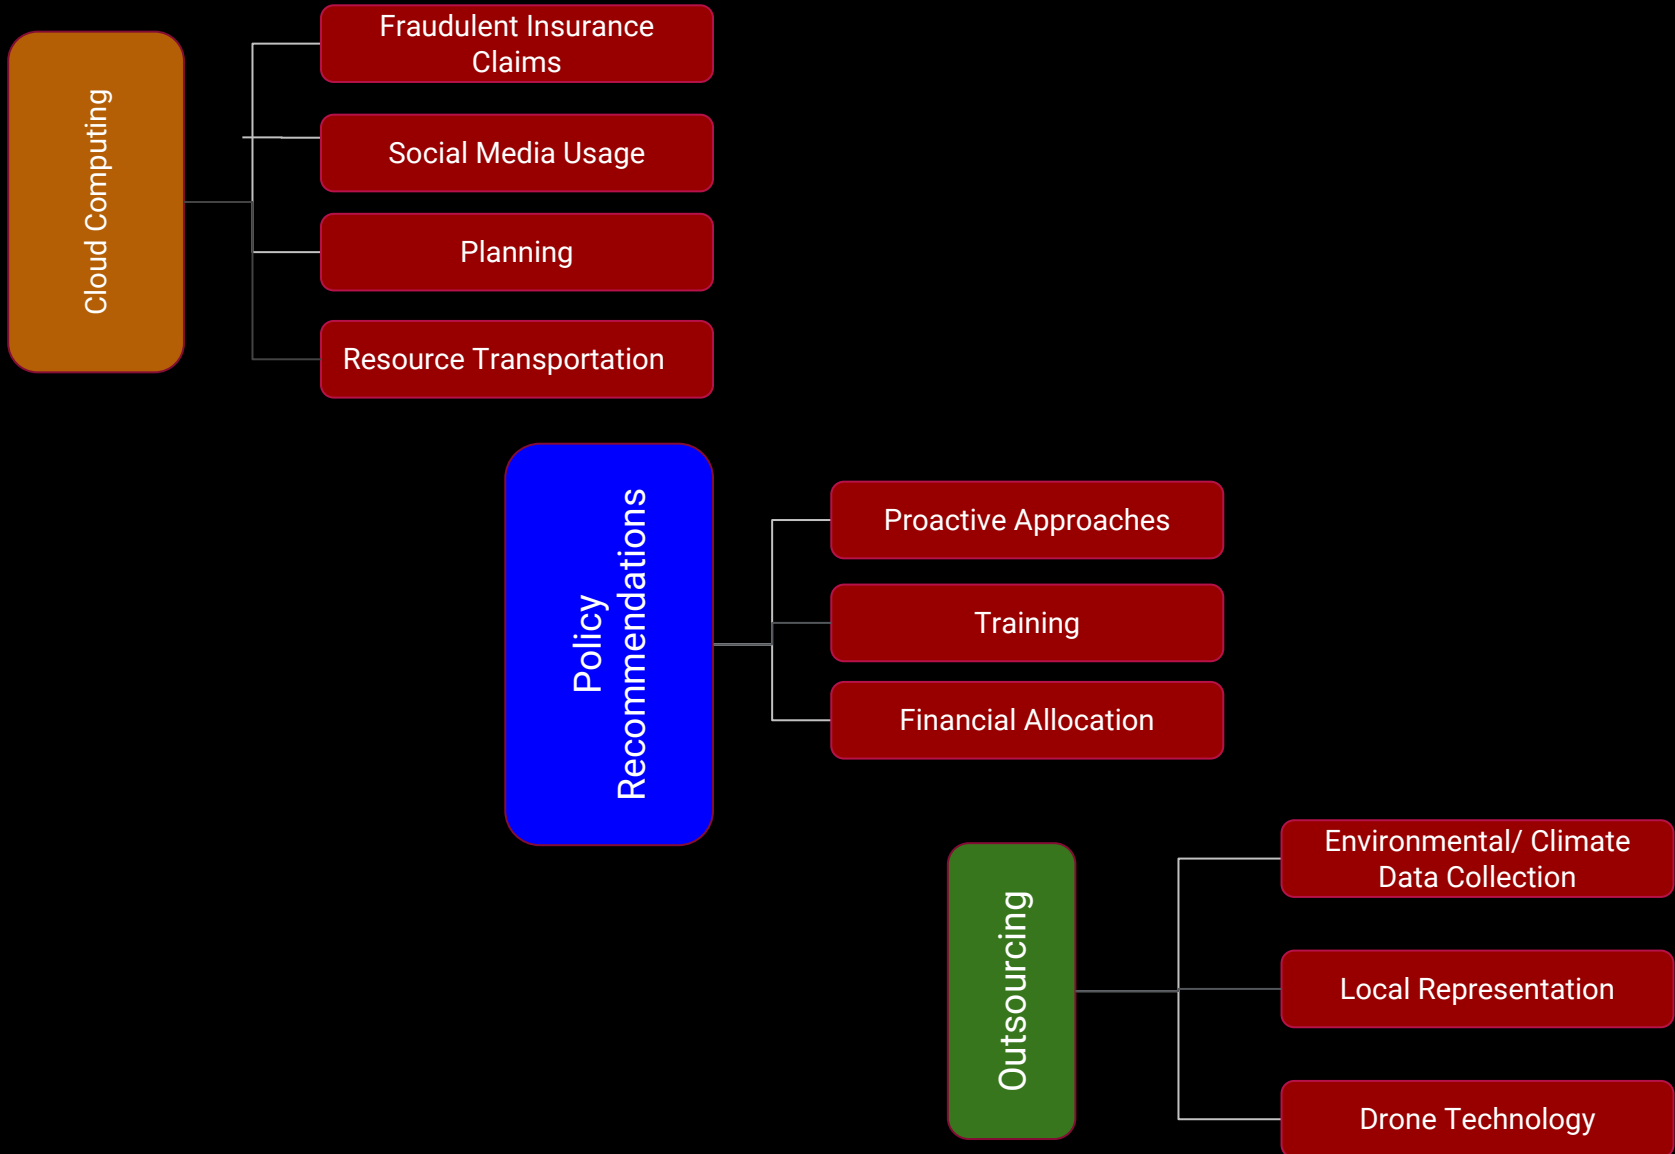 Cloud Computing
Fraudulent Insurance
Claims
Social Media Usage
Planning
Resource Transportation
Policy
Recommendations
Proactive Approaches
Training
Financial Allocation
Outsourcing
Environmental/ Climate
Data Collection
Local Representation
Drone Technology